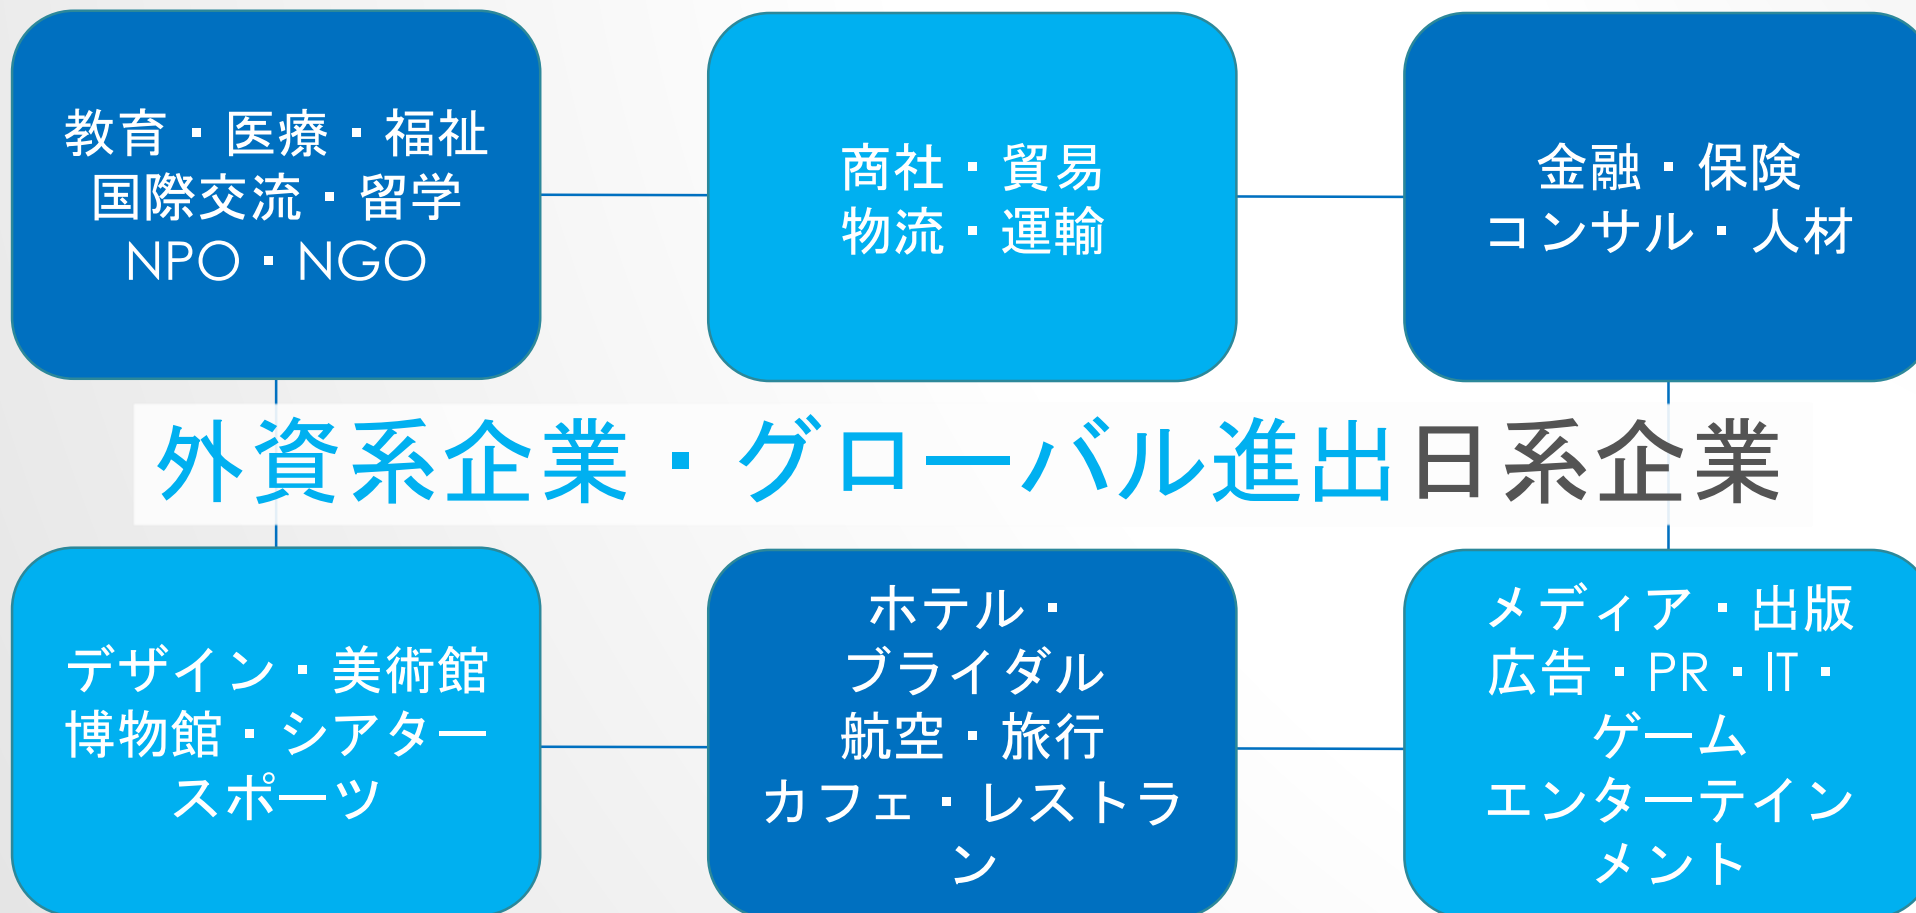 教育・医療・福祉
国際交流・留学
NPO・NGO
商社・貿易
物流・運輸
金融・保険
コンサル・人材
外資系企業・グローバル進出日系企業
デザイン・美術館
博物館・シアター
スポーツ
ホテル・
ブライダル
航空・旅行
カフェ・レストラ
ン
メディア・出版
広告・PR・IT・
ゲーム
エンターテイン
メント